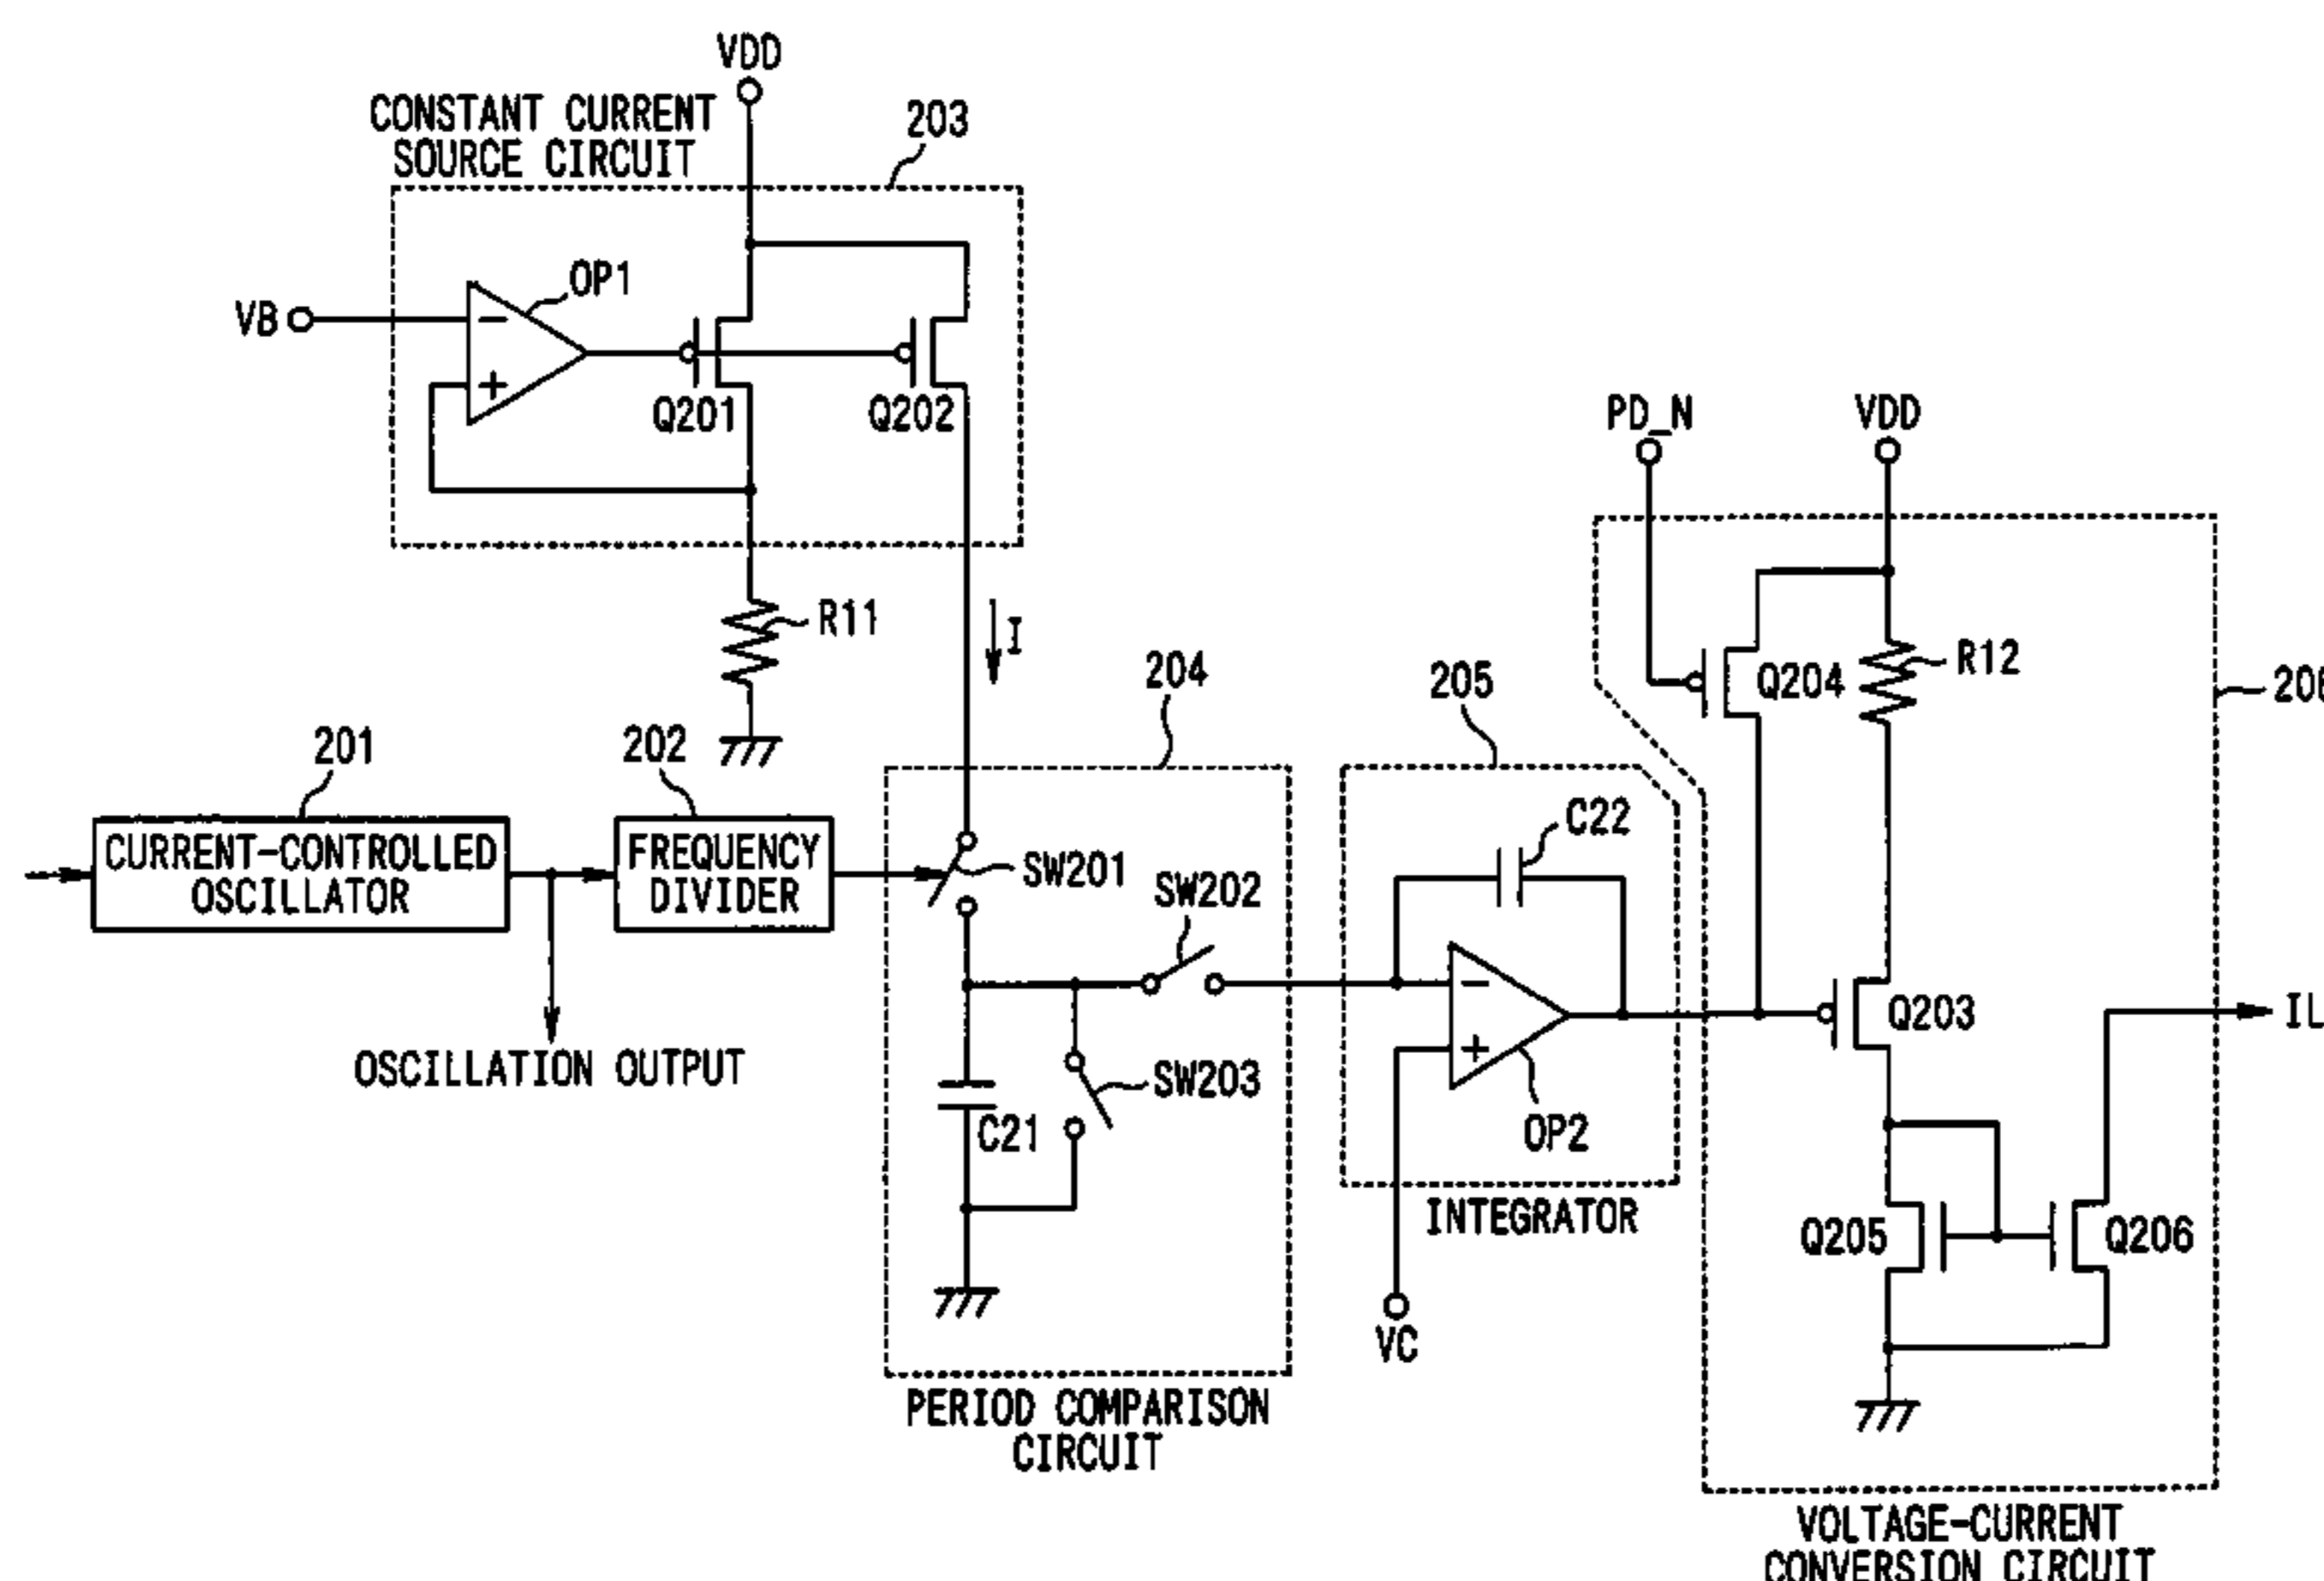 VDD
CONSTANT CURRENT
SOURCE CIRCUIT
203
OP1
VB
−
+
Q201
Q202
PD_N
VDD
R11
I
Q204
R12
204
205
201
202
CURRENT-CONTROLLED
OSCILLATOR
FREQUENCY
DIVIDER
SW201
SW202
C22
−
+
Q203
IL
OSCILLATION OUTPUT
SW203
C21
OP2
INTEGRATOR
Q205
Q206
VC
PERIOD COMPARISON
CIRCUIT
VOLTAGE-CURRENT
CONVERSION CIRCUIT